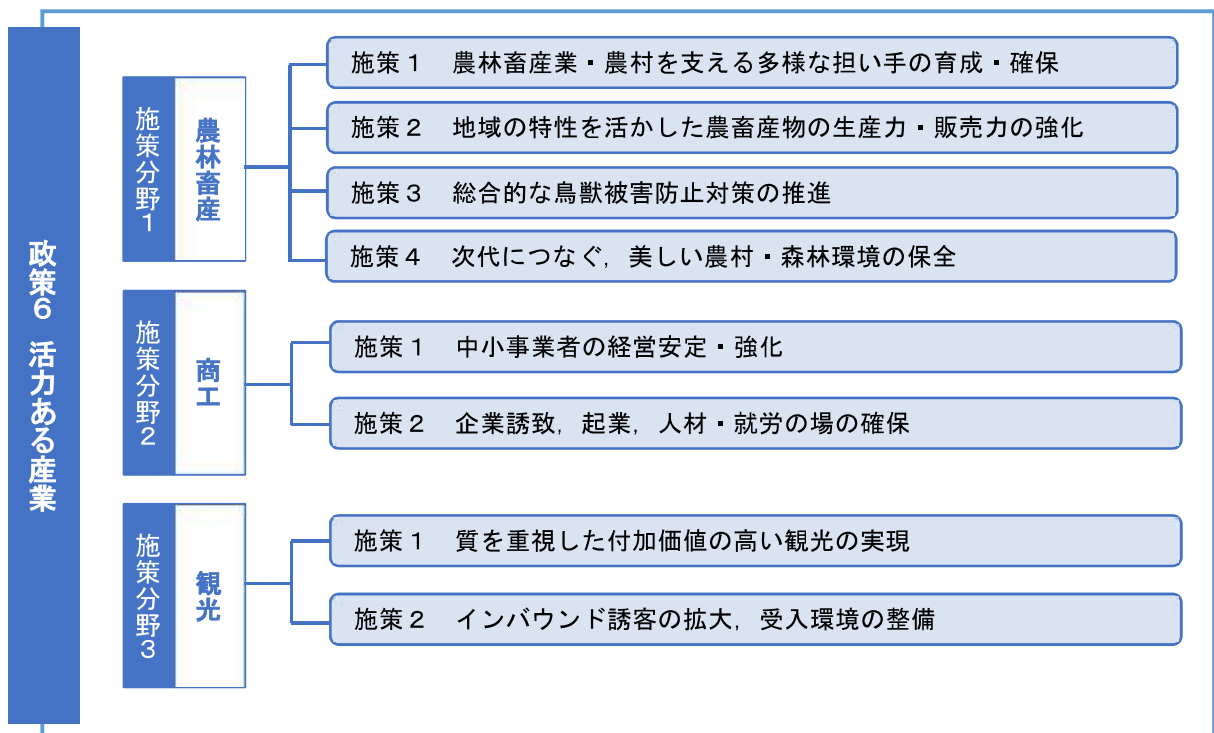 政策6 活力ある産業
施策分野1
農林畜産
施策1 農林畜産業・農村を支える多様な担い手の育成・確保
施策2 地域の特性を活かした農畜産物の生産力・販売力の強化
施策3 総合的な鳥獣被害防止対策の推進
施策4 次代につなぐ，美しい農村・森林環境の保全
施策分野2
商工
施策1 中小事業者の経営安定・強化
施策2 企業誘致，起業，人材・就労の場の確保
施策分野3
観光
施策1 質を重視した付加価値の高い観光の実現
施策2 インバウンド誘客の拡大，受入環境の整備